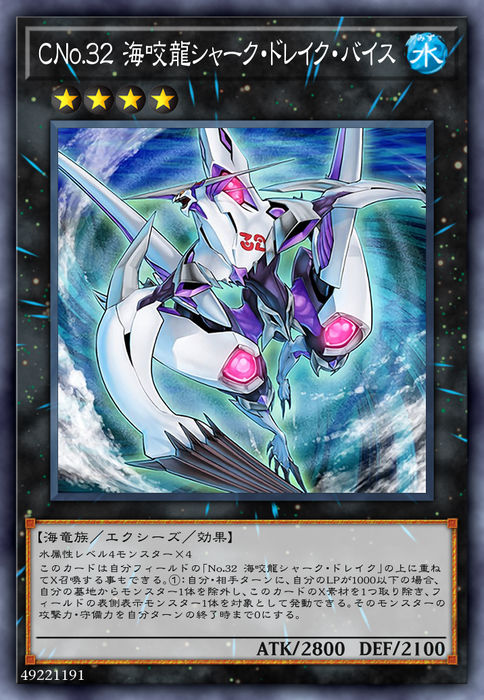 CNo.32 海咬龍シャーク・ドレイク・バイス
みず
水
32
【海竜族／エクシーズ／効果】
水属性レベル4モンスター×4
このカードは自分フィールドの「No.32 海咬龍シャーク・ドレイク」の上に重ね
てX召喚する事もできる。①：自分・相手ターンに、自分のLPが1000以下の場合、
自分の墓地からモンスター1体を除外し、このカードのX素材を1つ取り除き、フ
ィールドの表側表示モンスター1体を対象として発動できる。そのモンスターの
攻撃力・守備力を自分ターンの終了時まで0にする。
ATK/2800 DEF/2100
49221191